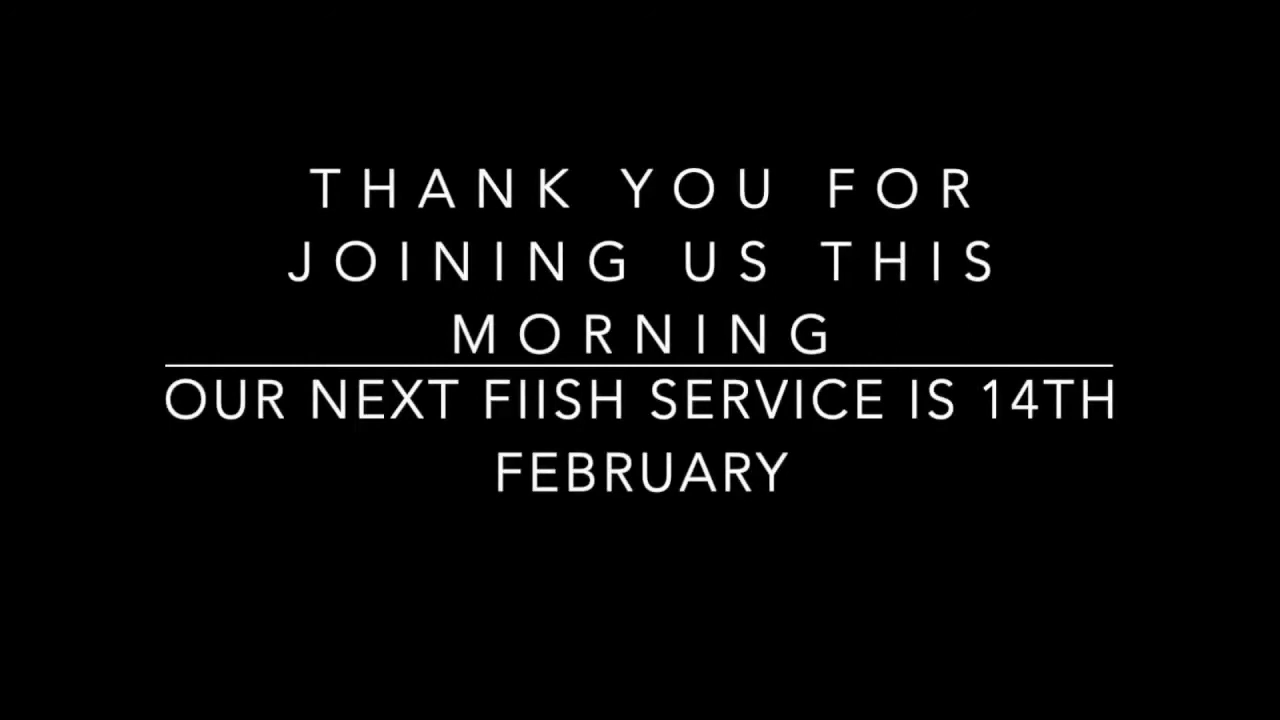 THANK YOU FOR
JOINING US THIS
MORNING
OUR NEXT FIISH SERVICE IS 14TH
FEBRUARY